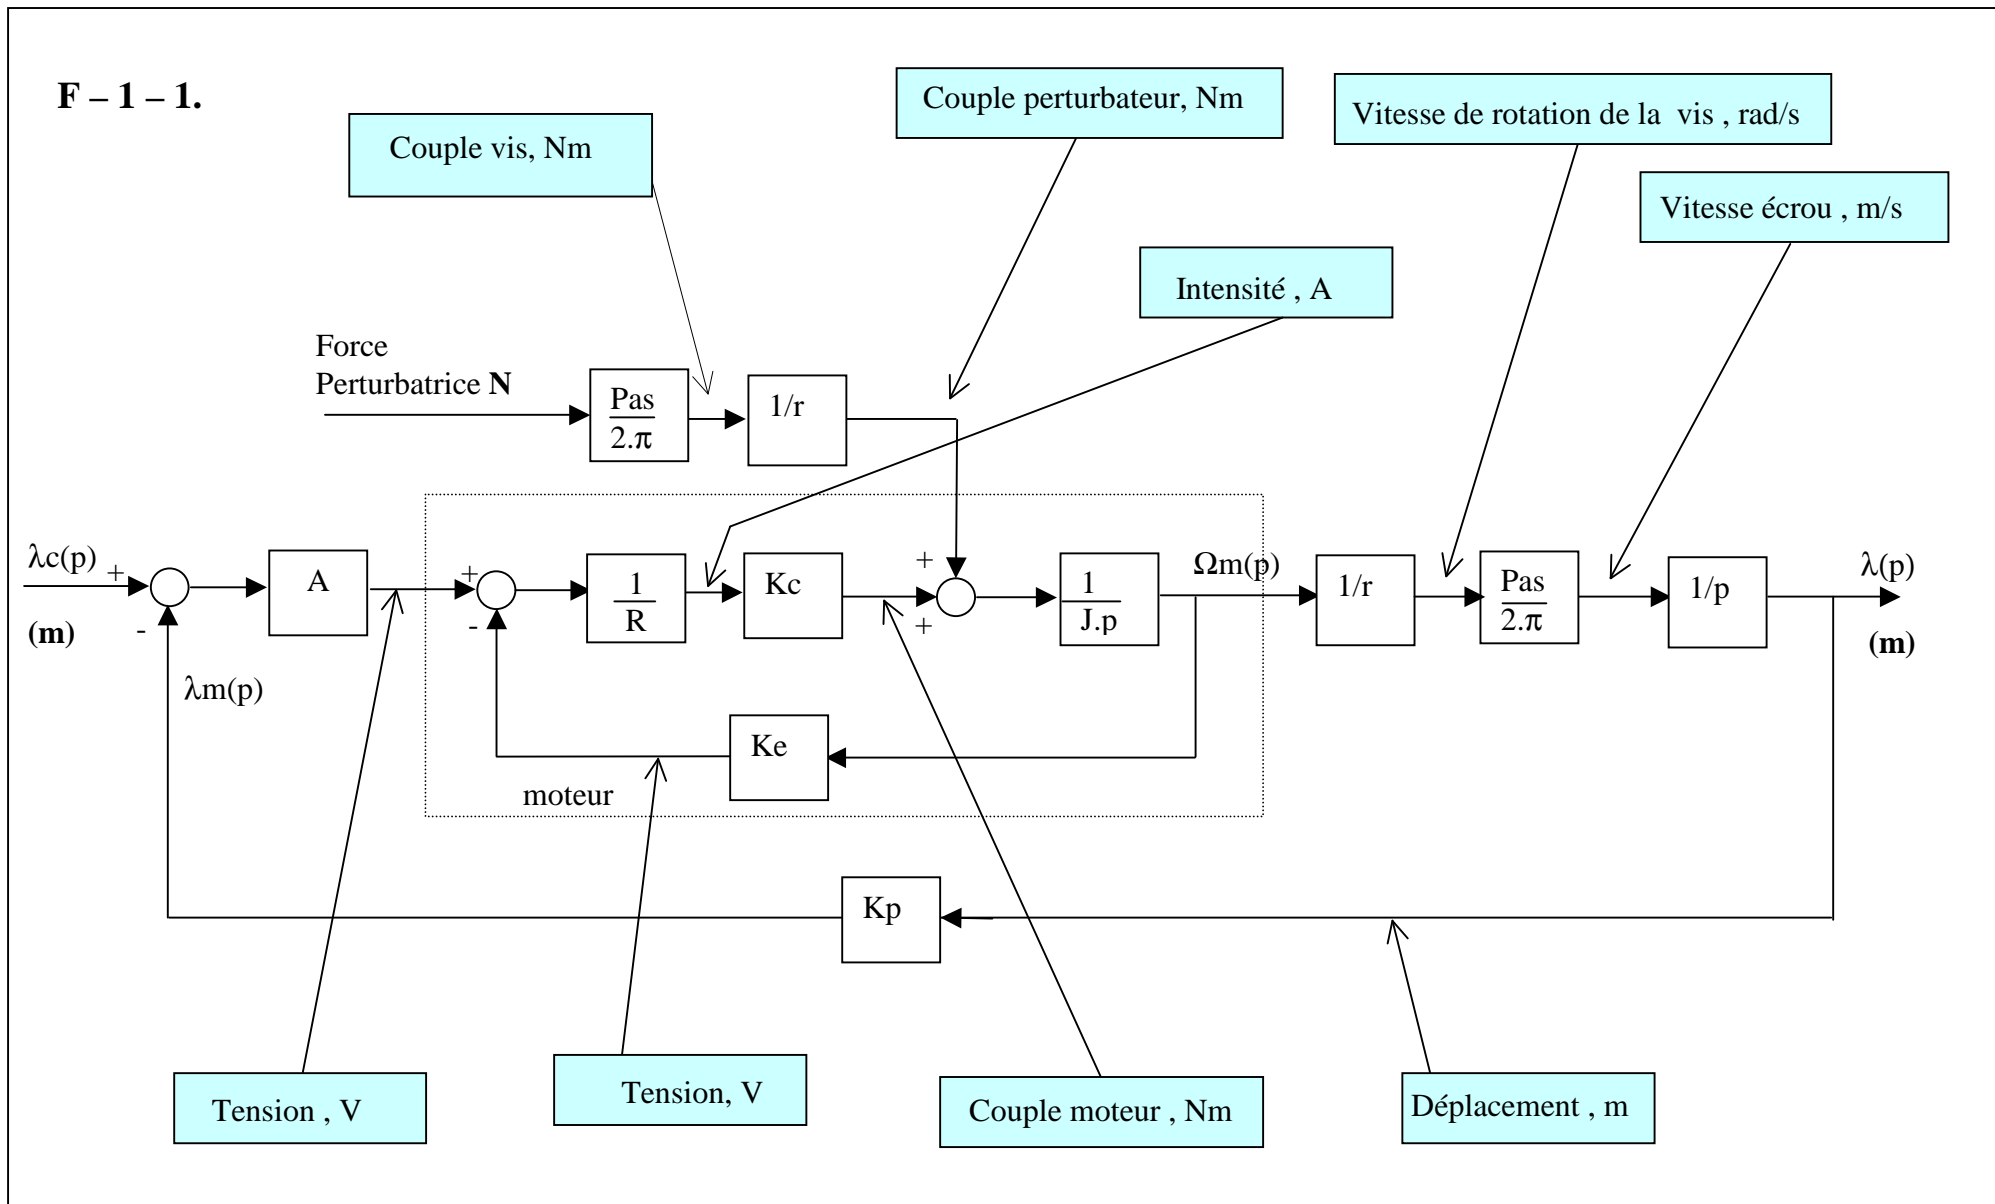 F – 1 – 1.
Couple perturbateur, Nm
Vitesse de rotation de la vis , rad/s
Couple vis, Nm
Vitesse écrou , m/s
Intensité , A
Force
Perturbatrice N
Pas
2.π
1/r
λc(p)
+
(m)
-
λm(p)
A
+
-
1
R
Kc
+
+
1
J.p
Ωm(p)
1/r
Pas
2.π
1/p
λ(p)
(m)
Ke
moteur
Kp
Tension , V
Tension, V
Couple moteur , Nm
Déplacement , m